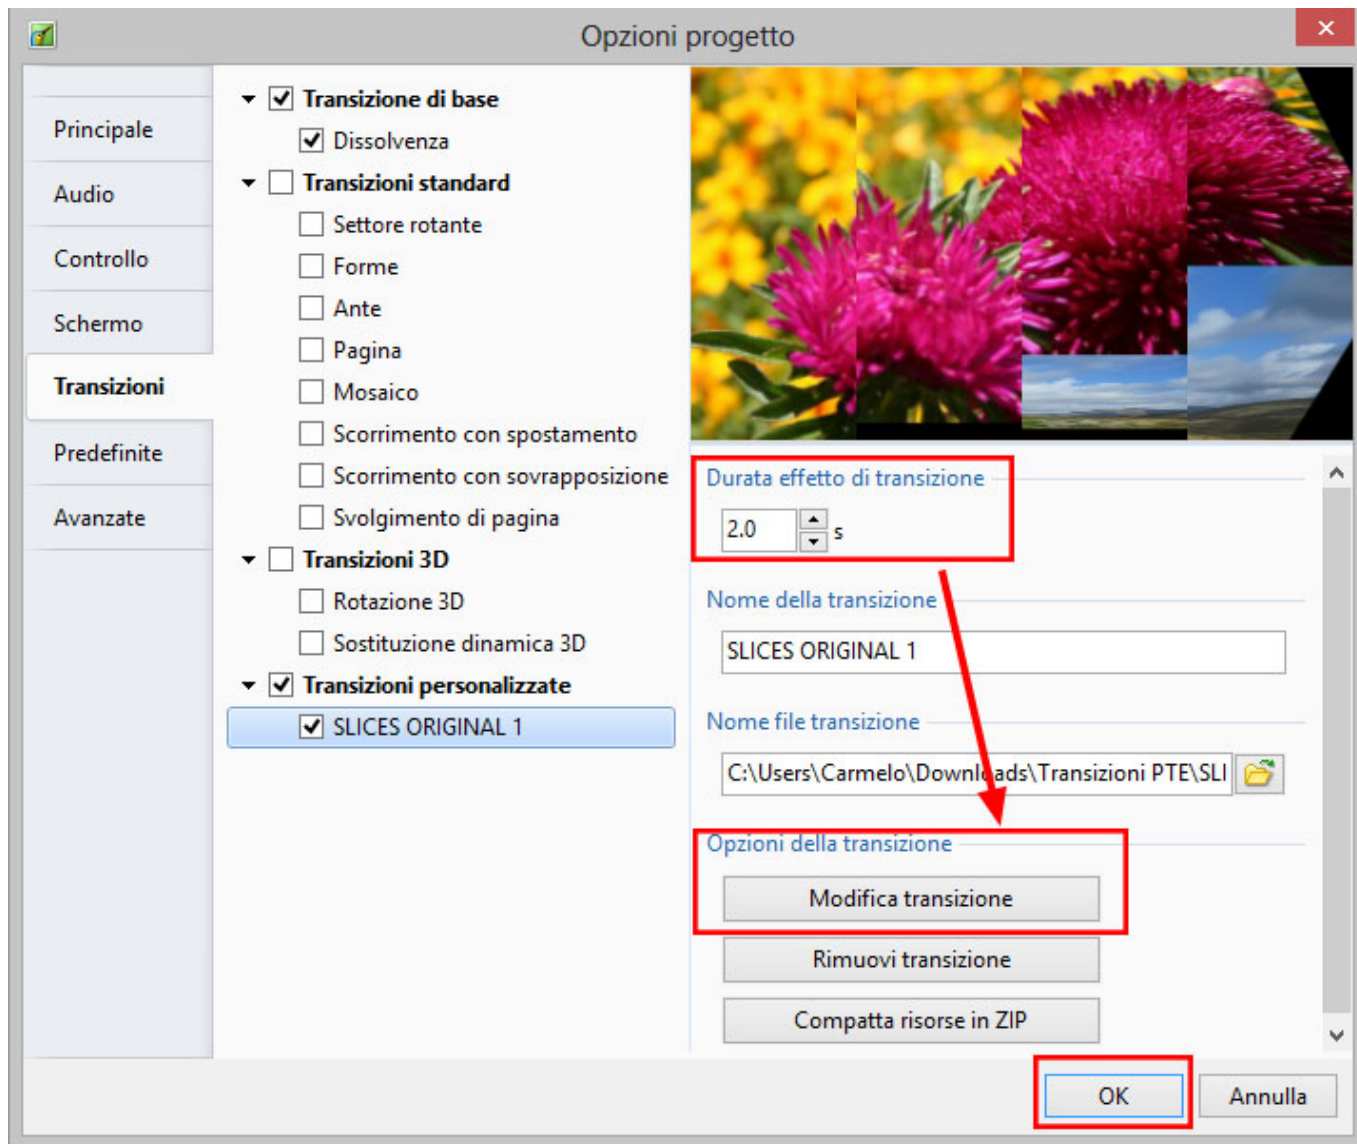 Opzioni progetto
Principale
Audio
Controllo
Schermo
Transizioni
Predefinite
Avanzate
Transizione di base
Dissolvenza
Transizioni standard
Settore rotante
Forme
Ante
Pagina
Mosaico
Scorrimento con spostamento
Scorrimento con sovrapposizione
Svolgimento di pagina
Transizioni 3D
Rotazione 3D
Sostituzione dinamica 3D
Transizioni personalizzate
SLICES ORIGINAL 1
Durata effetto di transizione
2.0 s
Nome della transizione
SLICES ORIGINAL 1
Nome file transizione
C:\Users\Carmelo\Downloads\Transizioni PTE\SLI
Opzioni della transizione
Modifica transizione
Rimuovi transizione
Compatta risorse in ZIP
OK
Annulla